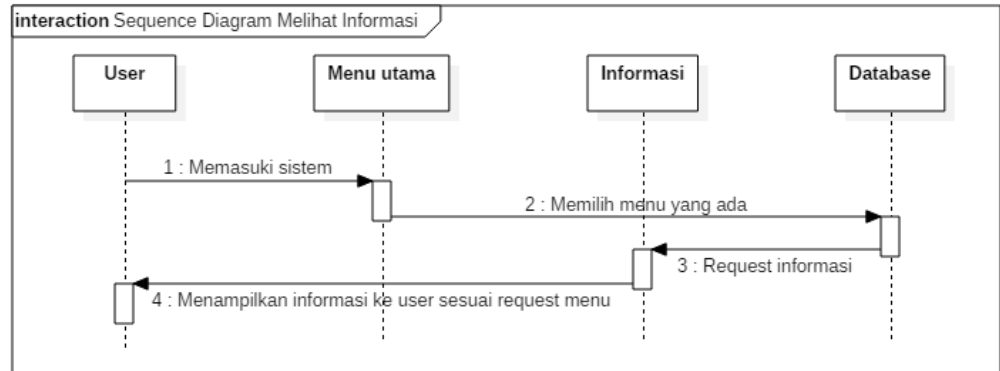 interaction Sequence Diagram Melihat Informasi
User
Menu utama
Informasi
Database
1 : Memasuki sistem
2 : Memilih menu yang ada
3 : Request informasi
4 : Menampilkan informasi ke user sesuai request menu